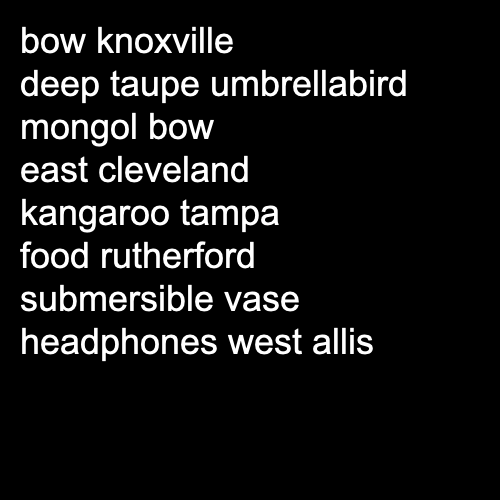 bow knoxville
deep taupe umbrellabird
mongol bow
east cleveland
kangaroo tampa
food rutherford
submersible vase
headphones west allis